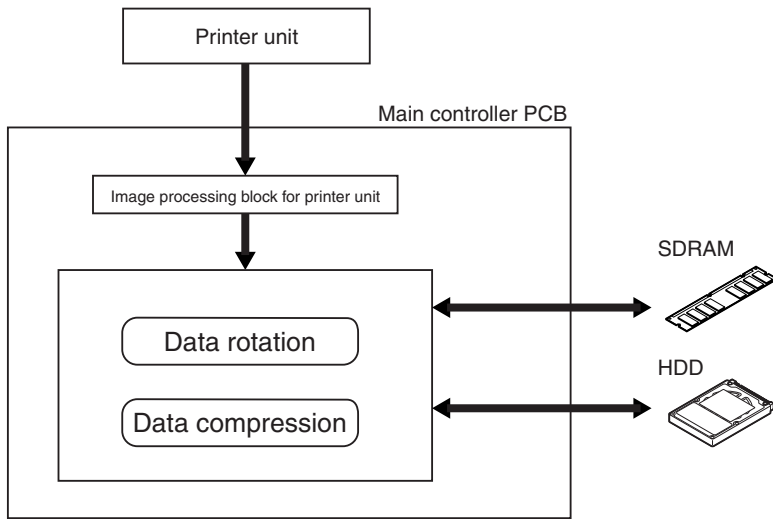 Printer unit
Main controller PCB
Image processing block for printer unit
SDRAM
Data rotation
HDD
Data compression